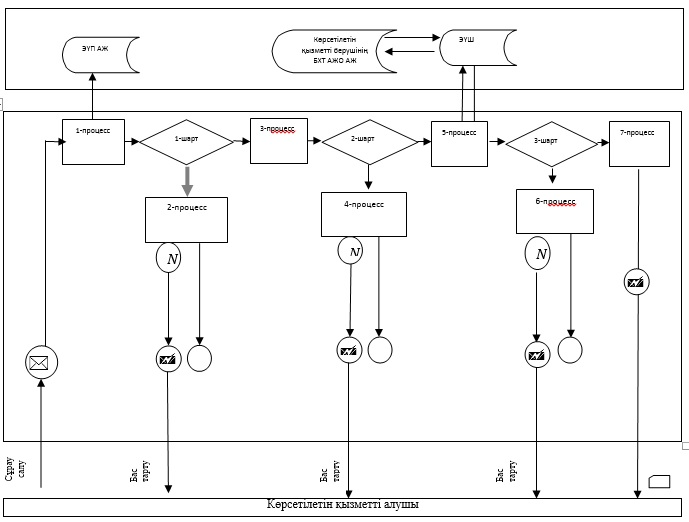 ЭҮП АЖ
Көрсетілетін
қызметті берушінің
БХТ АЖО АЖ
ЭҮШ
1-процесс
1-шарт
3-процесс
2-шарт
5-процесс
3-шарт
7-процесс
2-процесс
4-процесс
6-процесс
N
N
N
Сұрау
салу
Бас
тарту
Бас
тарту
Бас
тарту
Көрсетілетін қызметті алушы